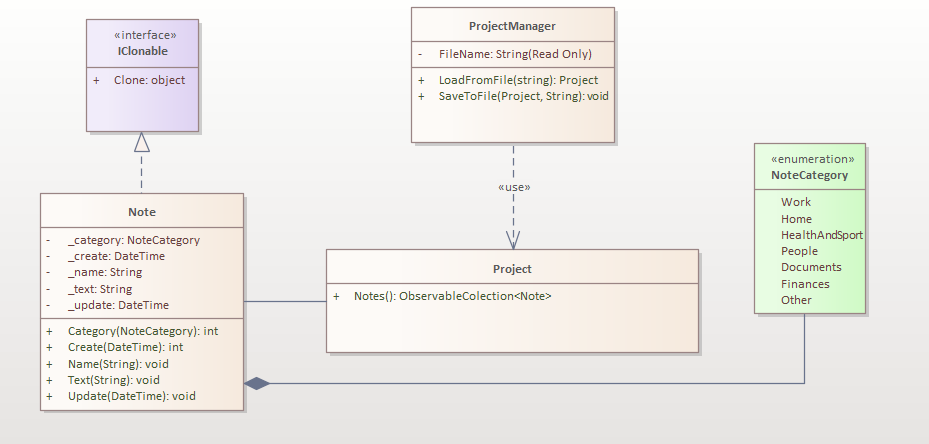 «interface»
IClonable
+ Clone: object
ProjectManager
- FileName: String(Read Only)
+ LoadFromFile(string): Project
+ SaveToFile(Project, String): void
«enumeration»
NoteCategory
Work
Home
HealthAndSport
People
Documents
Finances
Other
«use»
Note
- _category: NoteCategory
- _create: DateTime
- _name: String
- _text: String
- _update: DateTime
+ Category(NoteCategory): int
+ Create(DateTime): int
+ Name(String): void
+ Text(String): void
+ Update(DateTime): void
Project
+ Notes(): ObservableColection<Note>